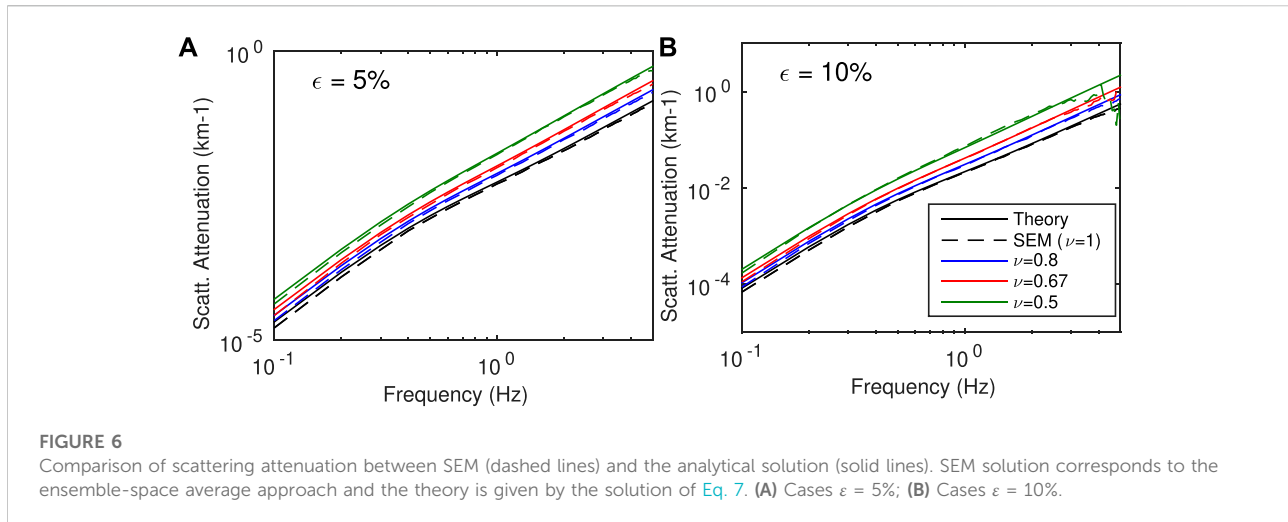 A
ϵ = 5%
10^0
10^-5
10^-1
10^0
Scatt. Attenuation (km-1)
Frequency (Hz)
B
ϵ = 10%
10^0
10^-2
10^-4
10^-1
10^0
Scatt. Attenuation (km-1)
Frequency (Hz)
Theory
SEM ( ν=1)
ν=0.8
ν=0.67
ν=0.5
FIGURE 6
Comparison of scattering attenuation between SEM (dashed lines) and the analytical solution (solid lines). SEM solution corresponds to the
ensemble-space average approach and the theory is given by the solution of Eq. 7. (A) Cases ε = 5%; (B) Cases ε = 10%.